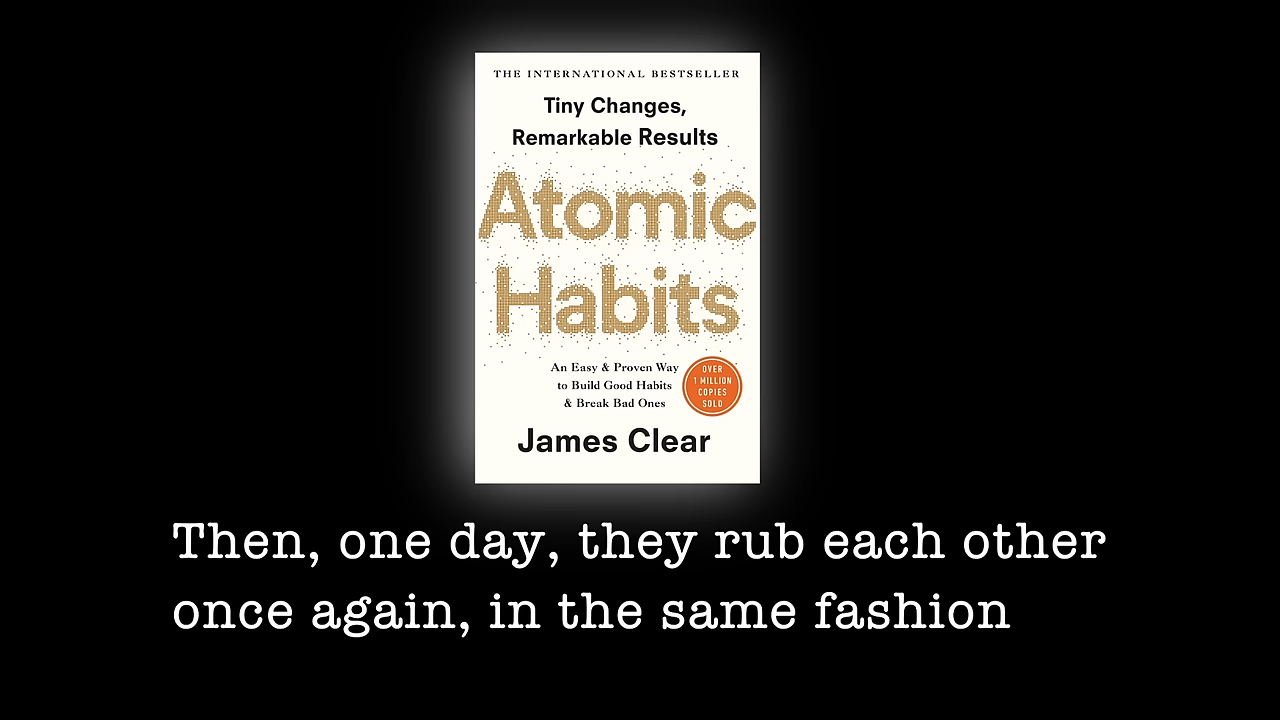 THE INTERNATIONAL BESTSELLER
Tiny Changes,
Remarkable Results
Atomic
Habits
An Easy & Proven Way
to Build Good Habits
& Break Bad Ones
OVER
1 MILLION
COPIES
SOLD
James Clear
Then, one day, they rub each other
once again, in the same fashion